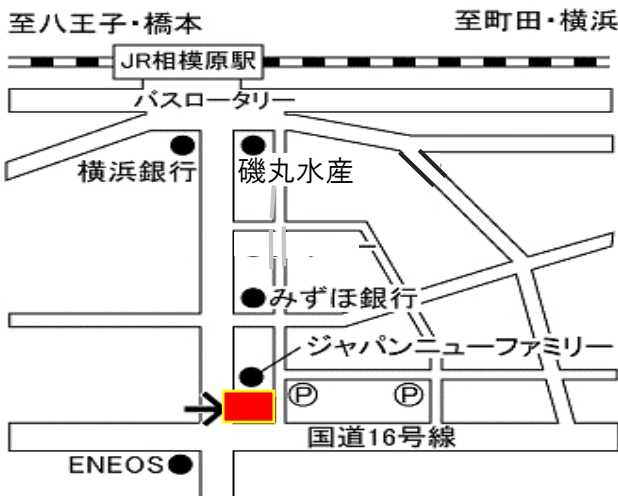 至八王子・橋本
至町田・横浜
JR相模原駅
バスロータリー
横浜銀行
磯丸水産
みずほ銀行
ジャパンニューファミリー
P
P
国道16号線
ENEOS